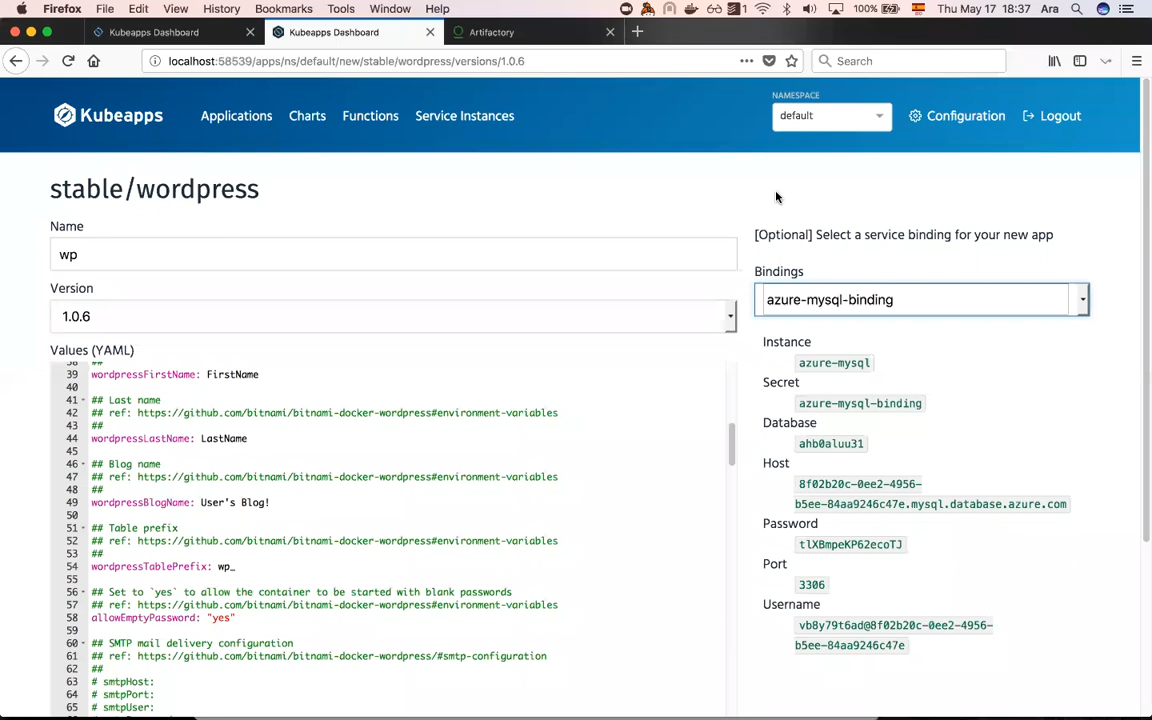 Firefox File Edit View History Bookmarks Tools Window Help 1 100% Thu May 17 18:37 Ara
Kubeapps Dashboard Kubeapps Dashboard Artifactory
localhost:58539/apps/ns/default/new/stable/wordpress/versions/1.0.6 Search
NAMESPACE
Kubeapps Applications Charts Functions Service Instances default Configuration Logout
stable/wordpress
Name
wp
Version
1.0.6
Values (YAML)
38 ##
39 wordpressFirstName: FirstName
40
41 ## Last name
42 ## ref: https://github.com/bitnami/bitnami-docker-wordpress#environment-variables
43 ##
44 wordpressLastName: LastName
45
46 ## Blog name
47 ## ref: https://github.com/bitnami/bitnami-docker-wordpress#environment-variables
48 ##
49 wordpressBlogName: User's Blog!
50
51 ## Table prefix
52 ## ref: https://github.com/bitnami/bitnami-docker-wordpress#environment-variables
53 ##
54 wordpressTablePrefix: wp_
55
56 ## Set to `yes` to allow the container to be started with blank passwords
57 ## ref: https://github.com/bitnami/bitnami-docker-wordpress#environment-variables
58 allowEmptyPassword: "yes"
59
60 ## SMTP mail delivery configuration
61 ## ref: https://github.com/bitnami/bitnami-docker-wordpress/#smtp-configuration
62 ##
63 # smtpHost:
64 # smtpPort:
65 # smtpUser:
[Optional] Select a service binding for your new app
Bindings
azure-mysql-binding
Instance
azure-mysql
Secret
azure-mysql-binding
Database
ahb0aluu31
Host
8f02b20c-0ee2-4956-
b5ee-84aa9246c47e.mysql.database.azure.com
Password
tlXBmpeKP62ecoTJ
Port
3306
Username
vb8y79t6ad@8f02b20c-0ee2-4956-
b5ee-84aa9246c47e